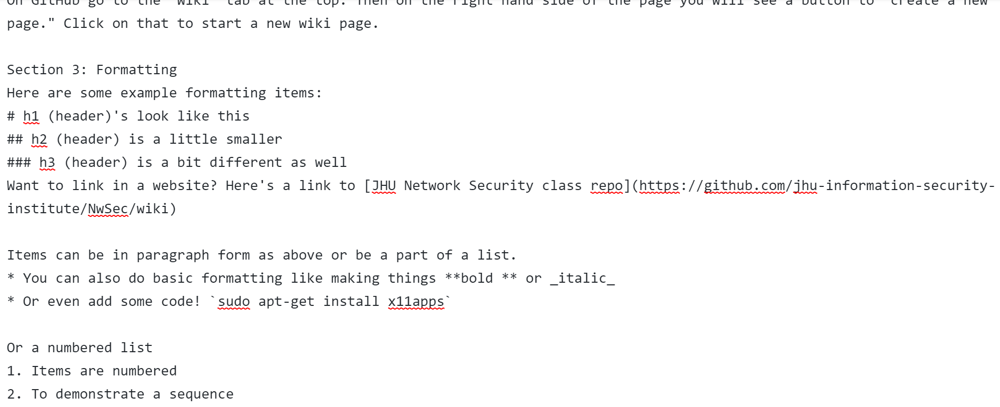 On GitHub go to the "Wiki" tab at the top. Then on the right hand side of the page you will see a button to "create a new
page." Click on that to start a new wiki page.
Section 3: Formatting
Here are some example formatting items:
# h1 (header)'s look like this
## h2 (header) is a little smaller
### h3 (header) is a bit different as well
Want to link in a website? Here's a link to [JHU Network Security class repo](https://github.com/jhu-information-security-
institute/NwSec/wiki)
Items can be in paragraph form as above or be a part of a list.
* You can also do basic formatting like making things **bold ** or _italic_
* Or even add some code! `sudo apt-get install x11apps`
Or a numbered list
1. Items are numbered
2. To demonstrate a sequence